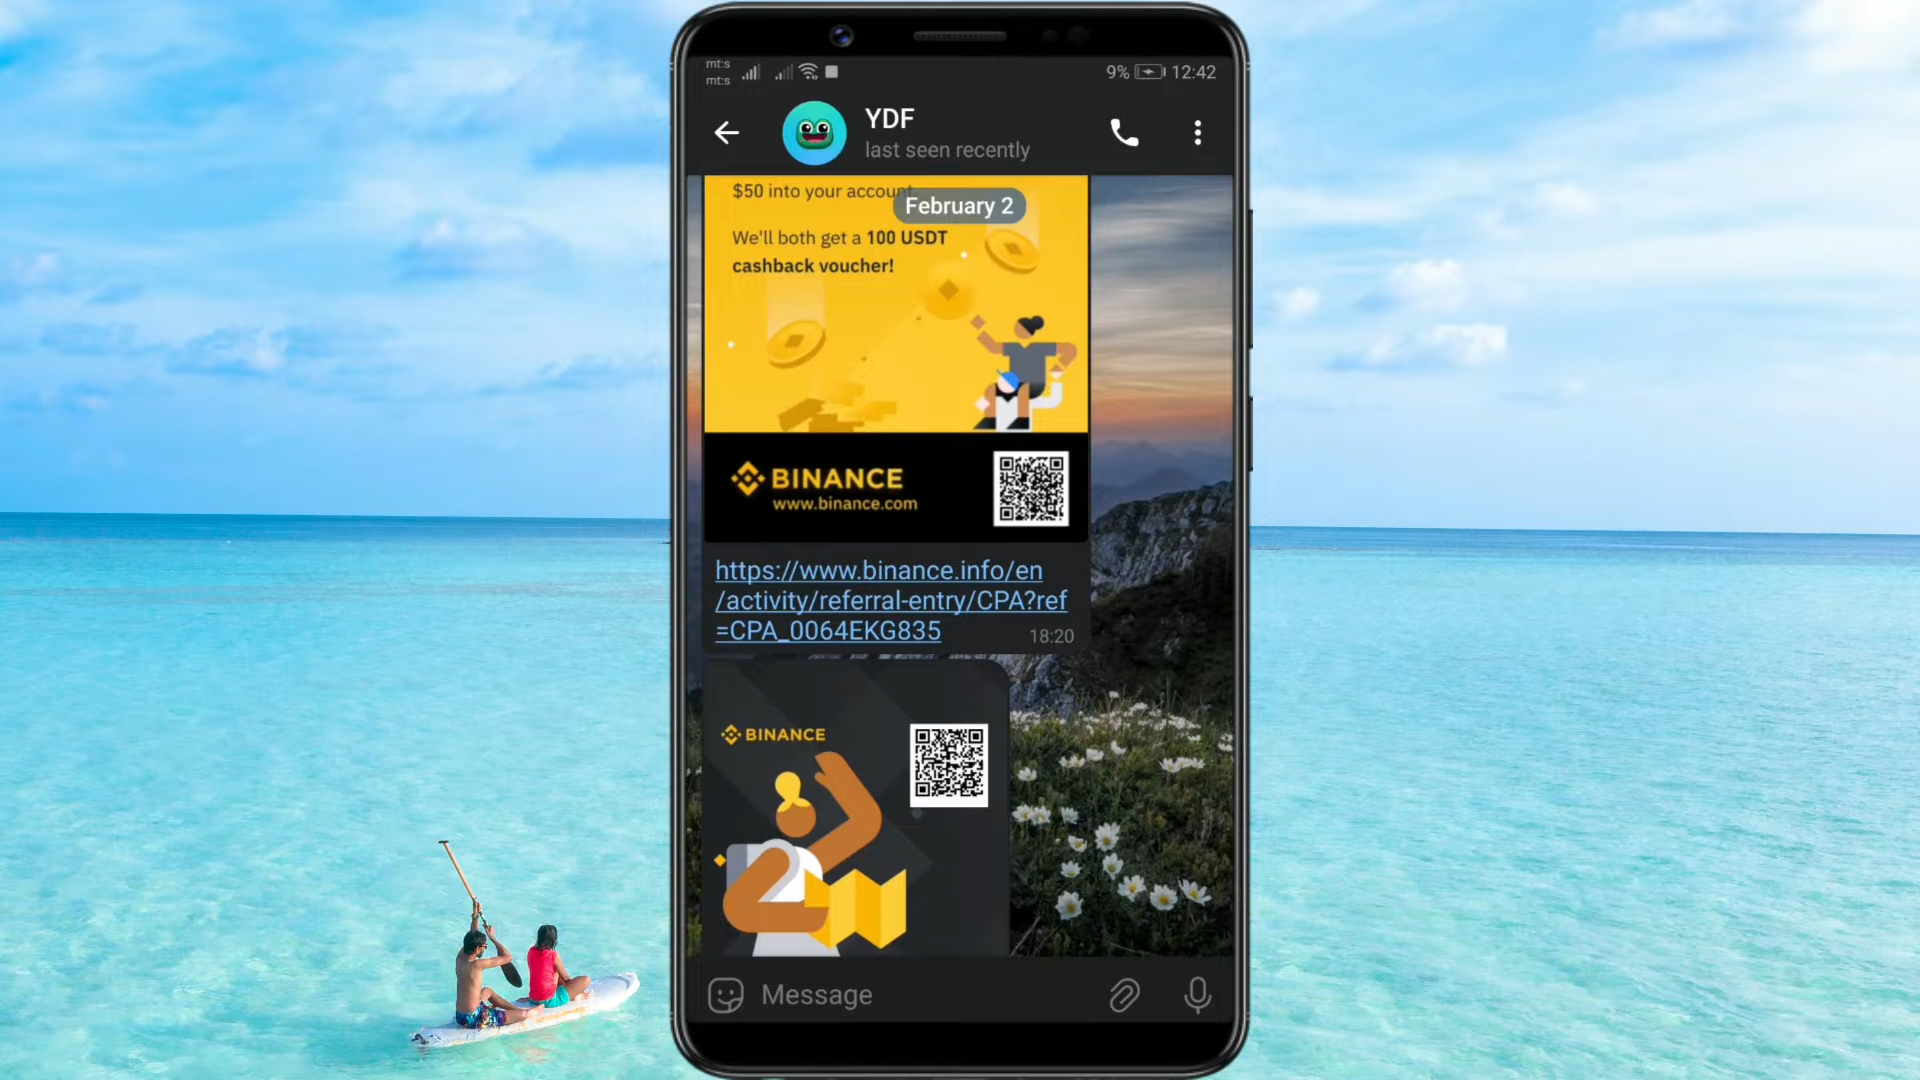 mt:s
mt:s
9%
12:42
YDF
last seen recently
$50 into your account
February 2
We'll both get a 100 USDT
cashback voucher!
BINANCE
www.binance.com
https://www.binance.info/en
/activity/referral-entry/CPA?ref
=CPA_0064EKG835
18:20
BINANCE
Message